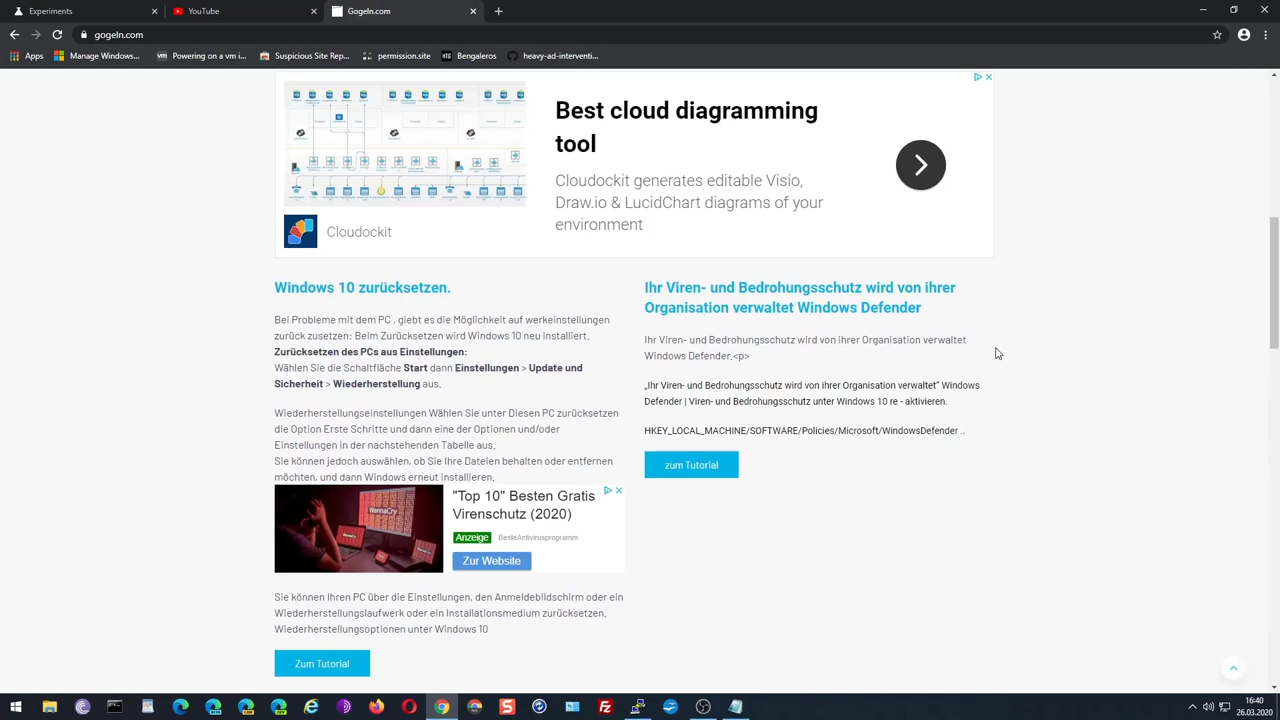 Experiments
YouTube
Gogeln.com
gogeln.com
Apps
Manage Windows...
Powering on a vm i...
Suspicious Site Rep...
permission.site
Bengaleros
heavy-ad-interventi...
Best cloud diagramming
tool
Cloudockit generates editable Visio,
Draw.io & LucidChart diagrams of your
environment
Cloudockit
Windows 10 zurücksetzen.
Bei Probleme mit dem PC , giebt es die Möglichkeit auf werkeinstellungen
zurück zusetzen: Beim Zurücksetzen wird Windows 10 neu installiert.
Zurücksetzen des PCs aus Einstellungen:
Wählen Sie die Schaltfläche Start dann Einstellungen > Update und
Sicherheit > Wiederherstellung aus.
Wiederherstellungseinstellungen Wählen Sie unter Diesen PC zurücksetzen
die Option Erste Schritte und dann eine der Optionen und/oder
Einstellungen in der nachstehenden Tabelle aus.
Sie können jedoch auswählen, ob Sie Ihre Dateien behalten oder entfernen
möchten, und dann Windows erneut installieren.
WannaCry
WannaCry
"Top 10" Besten Gratis
Virenschutz (2020)
Anzeige BesteAntivirusprogramm
Zur Website
Sie können Ihren PC über die Einstellungen, den Anmeldebildschirm oder ein
Wiederherstellungslaufwerk oder ein Installationsmedium zurücksetzen.
Wiederherstellungsoptionen unter Windows 10
Zum Tutorial
Ihr Viren- und Bedrohungsschutz wird von ihrer
Organisation verwaltet Windows Defender
Ihr Viren- und Bedrohungsschutz wird von ihrer Organisation verwaltet
Windows Defender.<p>
„Ihr Viren- und Bedrohungsschutz wird von ihrer Organisation verwaltet“ Windows
Defender | Viren- und Bedrohungsschutz unter Windows 10 re - aktivieren.
HKEY_LOCAL_MACHINE/SOFTWARE/Policies/Microsoft/WindowsDefender ..
zum Tutorial
16:40
26.03.2020